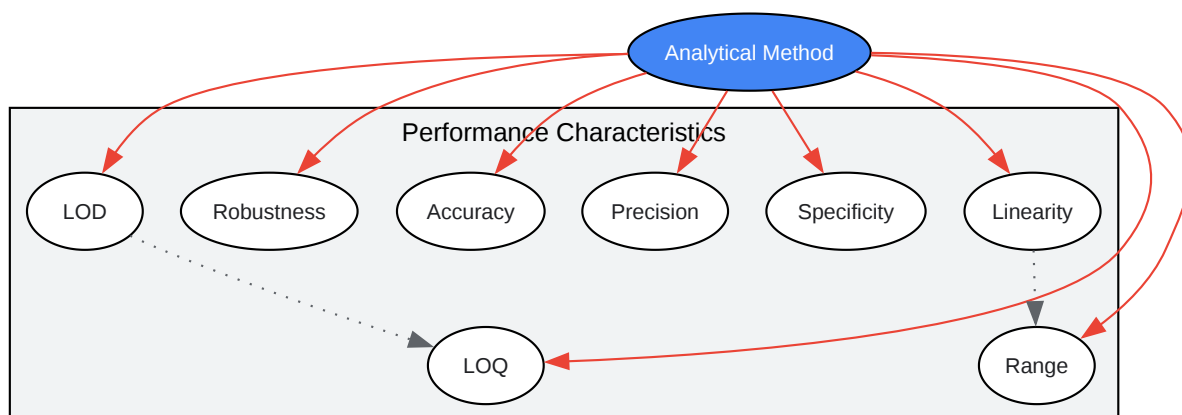 Analytical Method
Performance Characteristics
LOD
Robustness
Accuracy
Precision
Specificity
Linearity
LOQ
Range